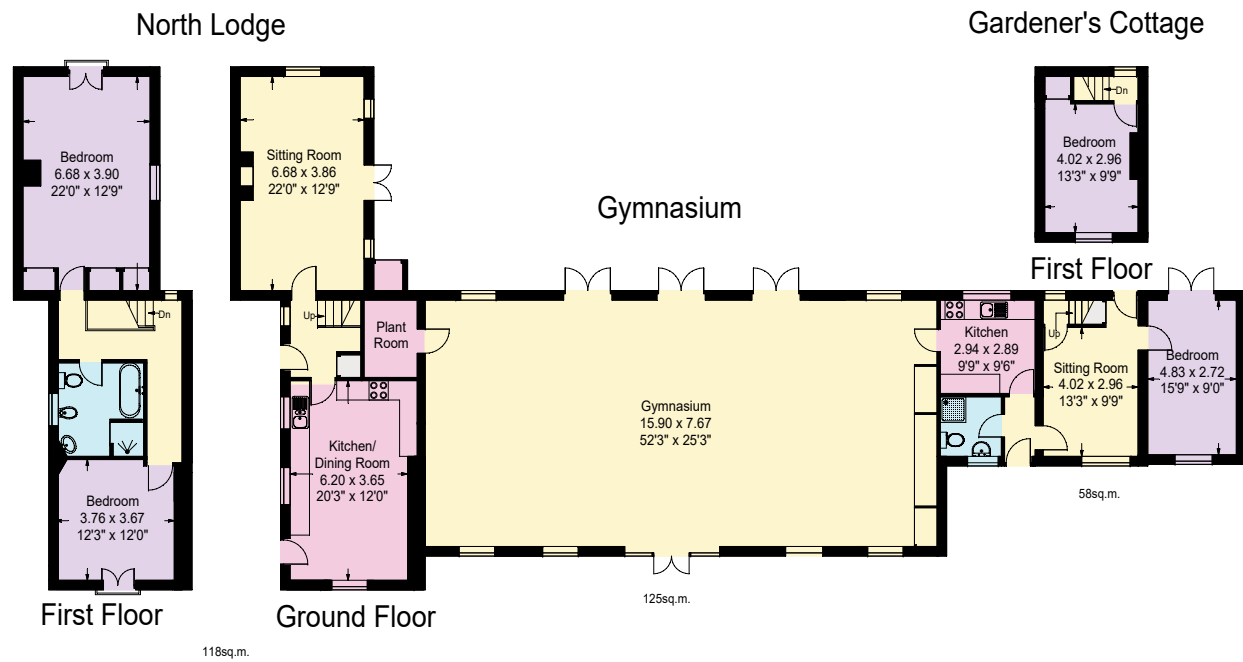 North Lodge
Gardener's Cottage
Bedroom
6.68 x 3.90
22'0" x 12'9"
Sitting Room
6.68 x 3.86
22'0" x 12'9"
Gymnasium
Dn
Bedroom
4.02 x 2.96
13'3" x 9'9"
First Floor
Dn
Up
Plant
Room
Kitchen/
Dining Room
6.20 x 3.65
20'3" x 12'0"
Gymnasium
15.90 x 7.67
52'3" x 25'3"
Kitchen
2.94 x 2.89
9'9" x 9'6"
Up
Sitting Room
4.02 x 2.96
13'3" x 9'9"
Bedroom
4.83 x 2.72
15'9" x 9'0"
Bedroom
3.76 x 3.67
12'3" x 12'0"
58sq.m.
125sq.m.
First Floor
Ground Floor
118sq.m.